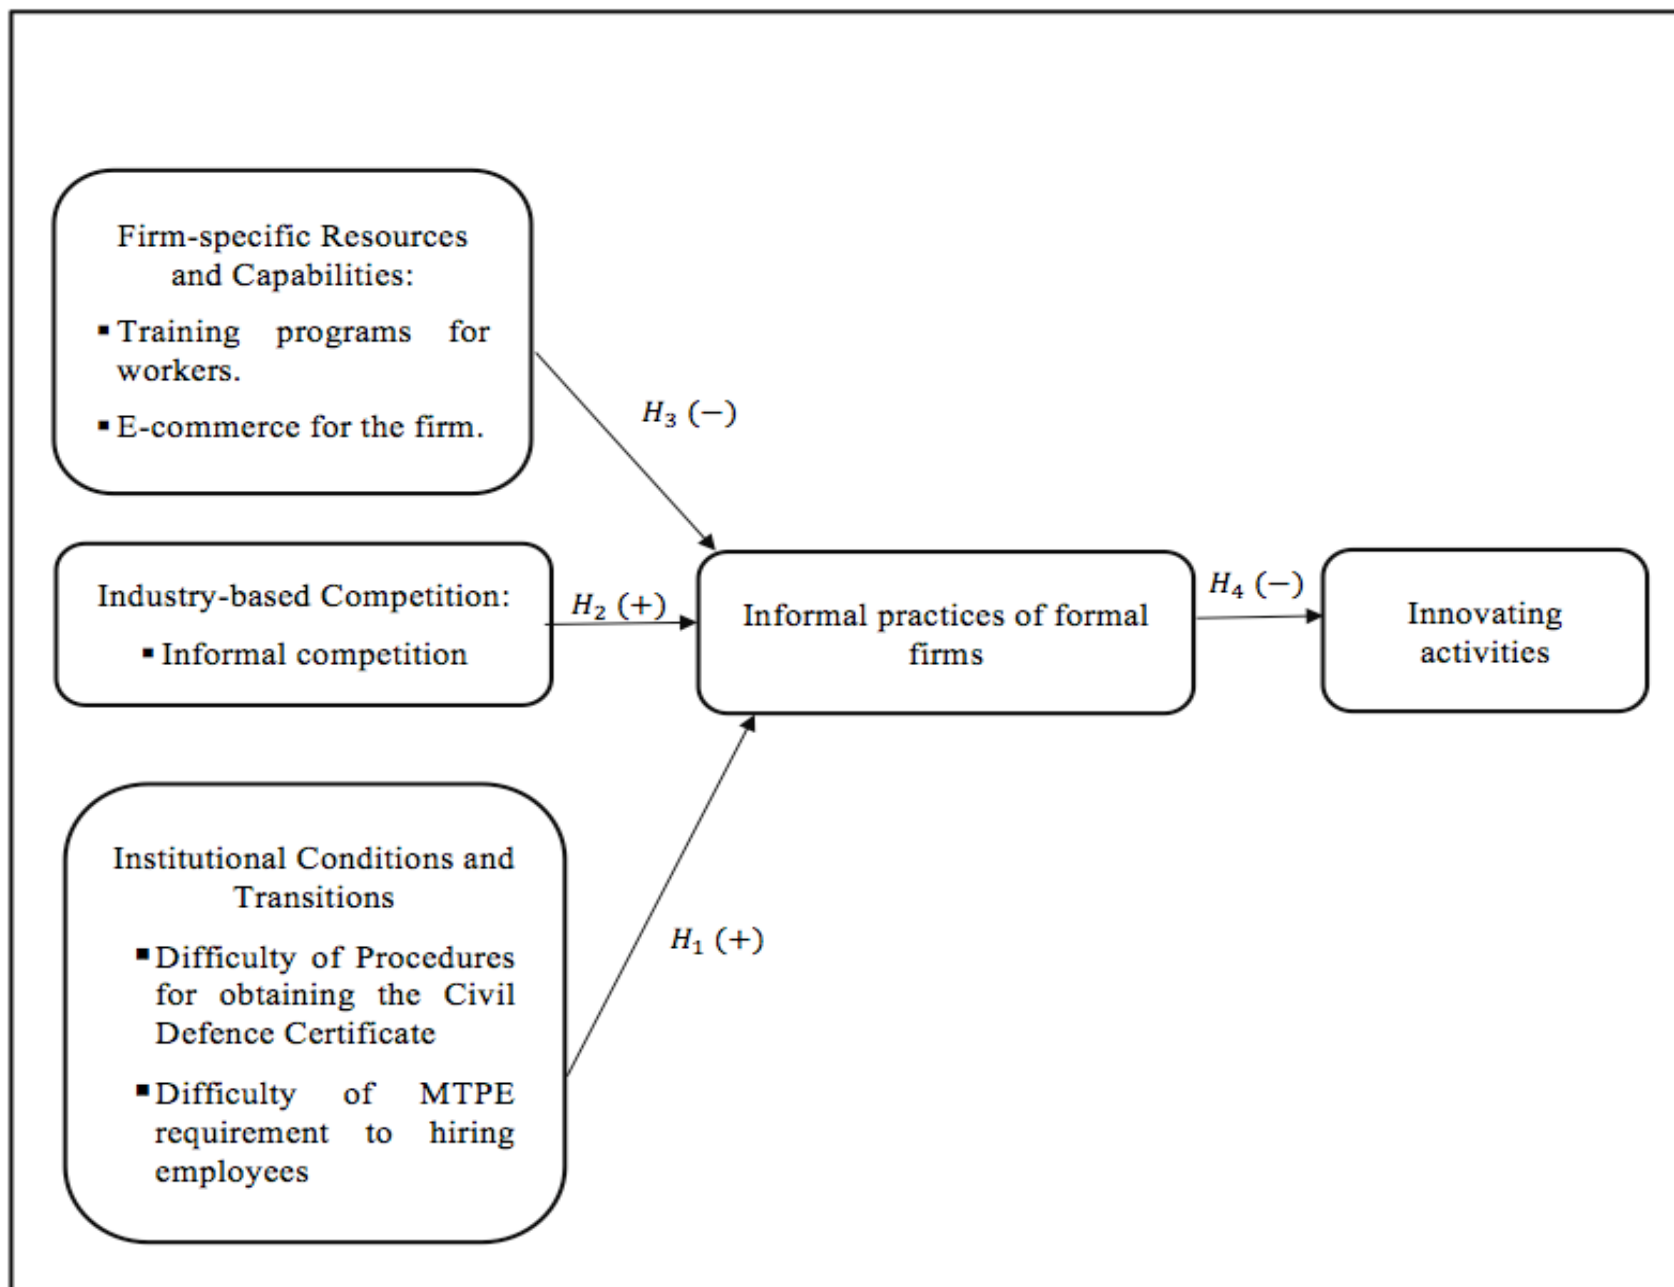 Firm-specific Resources
and Capabilities:
▪ Training programs for
workers.
▪ E-commerce for the firm.
H₃ (−)
Industry-based Competition:
▪ Informal competition
H₂ (+)
Informal practices of formal
firms
H₄ (−)
Innovating
activities
Institutional Conditions and
Transitions
▪ Difficulty of Procedures
for obtaining the Civil
Defence Certificate
▪ Difficulty of MTPE
requirement to hiring
employees
H₁ (+)